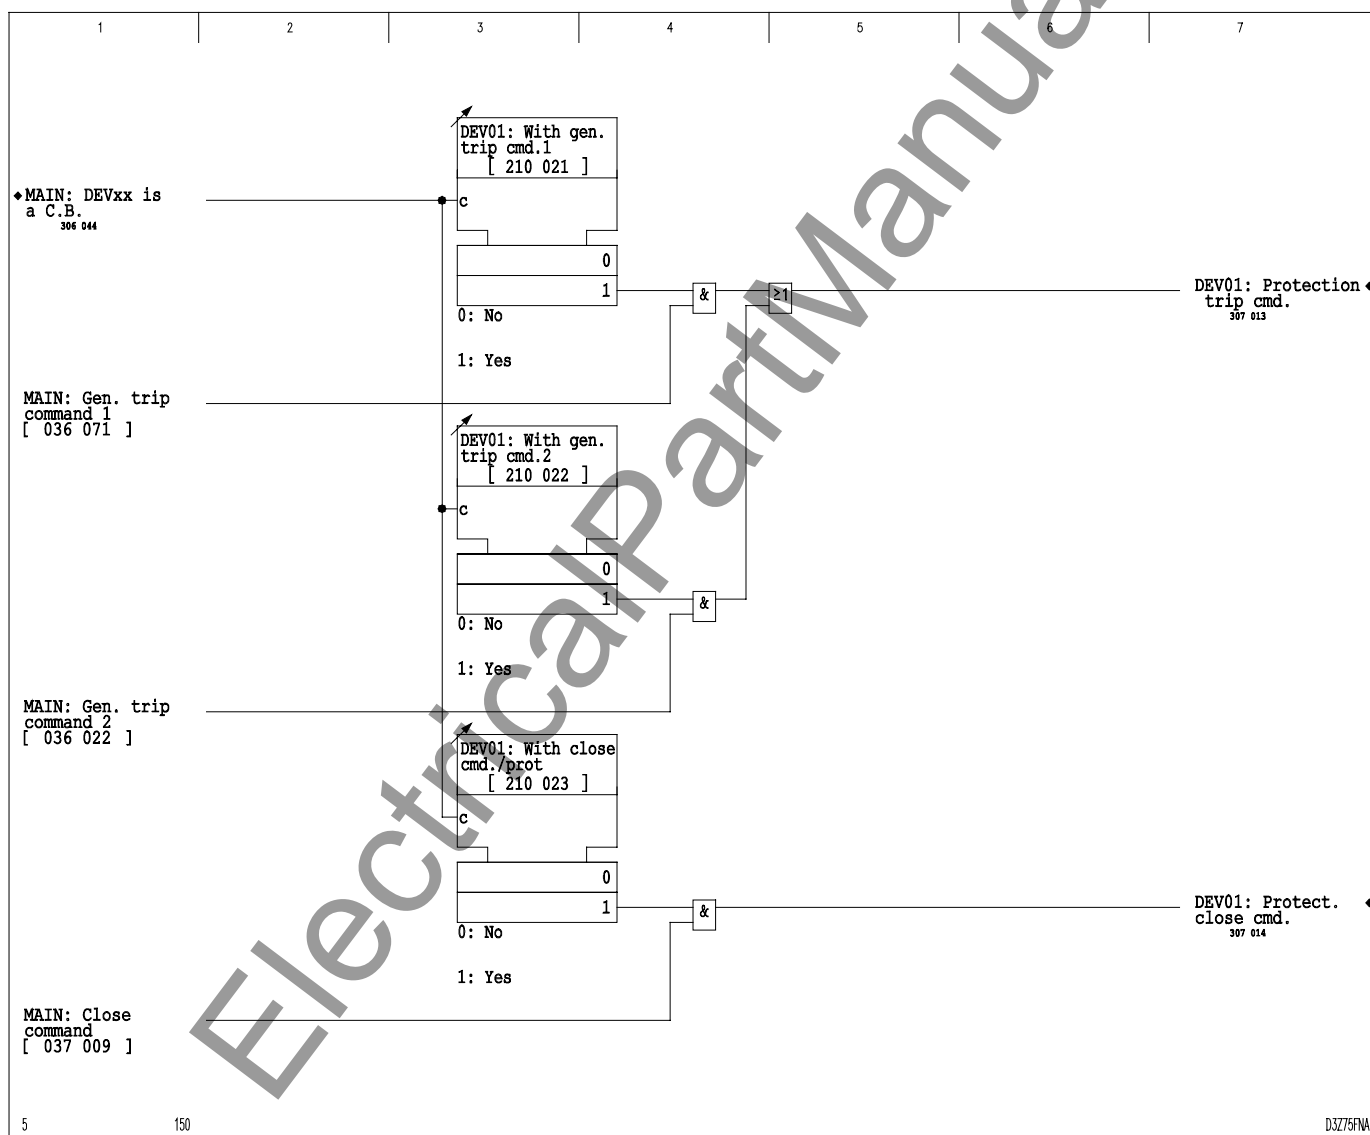 1 2 3 4 5 6 7
DEV01: With gen.
trip cmd.1
[ 210 021 ]
◆MAIN: DEVxx is
a C.B.
306 044
c
0
1
&
≥1
DEV01: Protection ◆
trip cmd.
307 013
0: No
1: Yes
MAIN: Gen. trip
command 1
[ 036 071 ]
DEV01: With gen.
trip cmd.2
[ 210 022 ]
c
0
1
&
0: No
1: Yes
MAIN: Gen. trip
command 2
[ 036 022 ]
DEV01: With close
cmd./prot
[ 210 023 ]
c
0
1
&
DEV01: Protect. ◆
close cmd.
307 014
0: No
1: Yes
MAIN: Close
command
[ 037 009 ]
5 150 D3Z75FNA
ElectricalPartManua